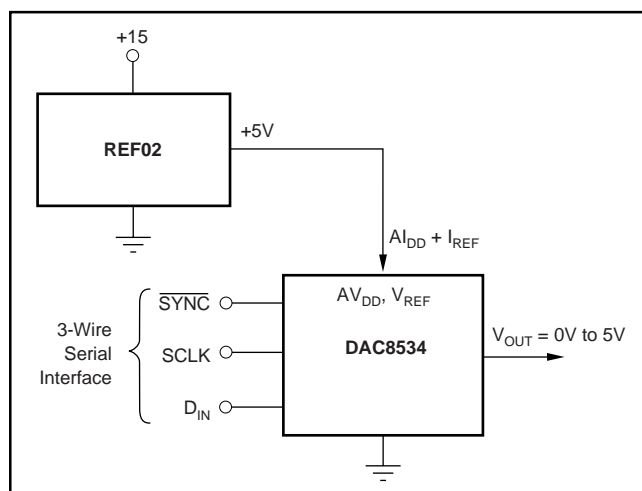 +15
REF02
+5V
AI_DD + I_REF
SYNC
SCLK
D_IN
3-Wire
Serial
Interface
AV_DD, V_REF
DAC8534
V_OUT = 0V to 5V